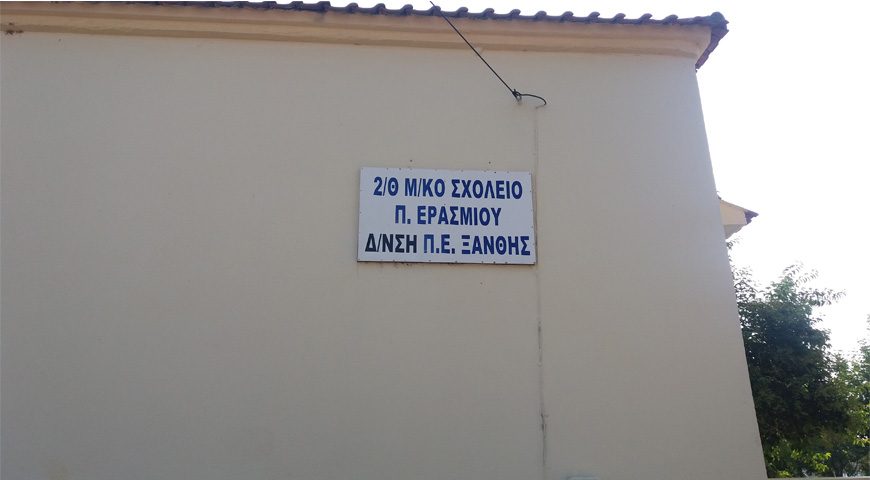 2/Θ Μ/ΚΟ ΣΧΟΛΕΙΟ
Π. ΕΡΑΣΜΙΟΥ
Δ/ΝΣΗ Π.Ε. ΞΑΝΘΗΣ